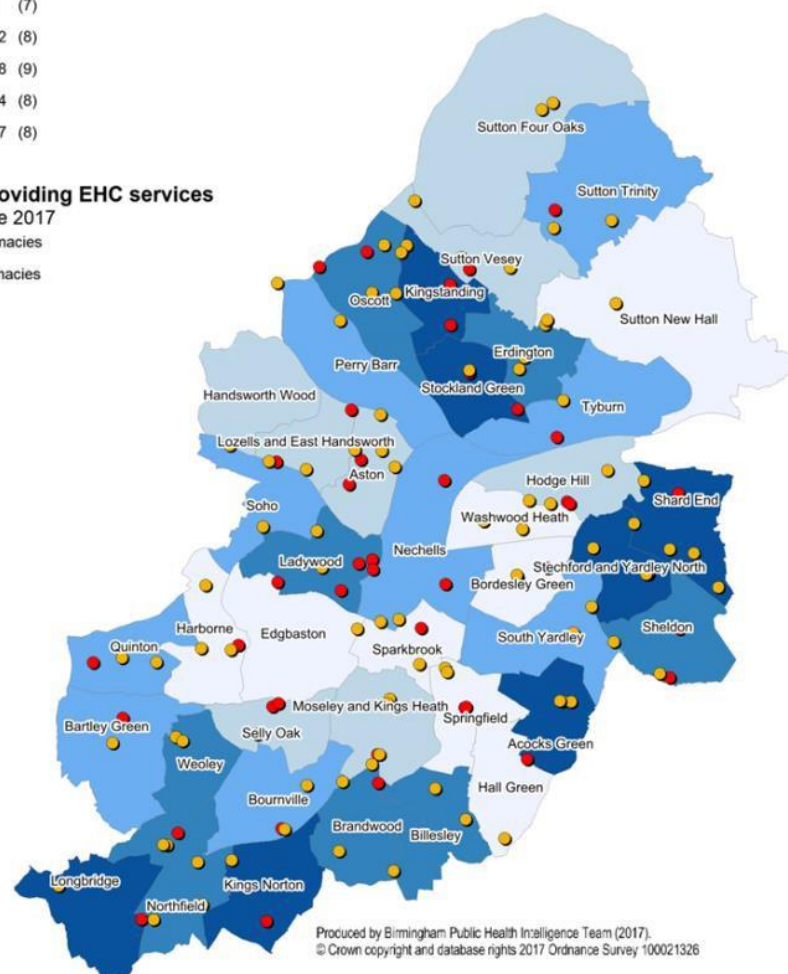 (7)
2 (8)
8 (9)
4 (8)
7 (8)
oviding EHC services
e 2017
macies
macies
Sutton Four Oaks
Sutton Trinity
Sutton Vesey
Oscott
Kingstanding
Sutton New Hall
Erdington
Perry Barr
Stockland Green
Handsworth Wood
Tyburn
Lozells and East Handsworth
Aston
Hodge Hill
Shard End
Soho
Washwood Heath
Nechells
Ladywood
Stechford and Yardley North
Bordesley Green
Harborne
Edgbaston
South Yardley
Sheldon
Quinton
Sparkbrook
Moseley and Kings Heath
Springfield
Bartley Green
Selly Oak
Acocks Green
Weoley
Hall Green
Bournville
Brandwood
Billesley
Longbridge
Kings Norton
Northfield
Produced by Birmingham Public Health Intelligence Team (2017).
© Crown copyright and database rights 2017 Ordnance Survey 100021326